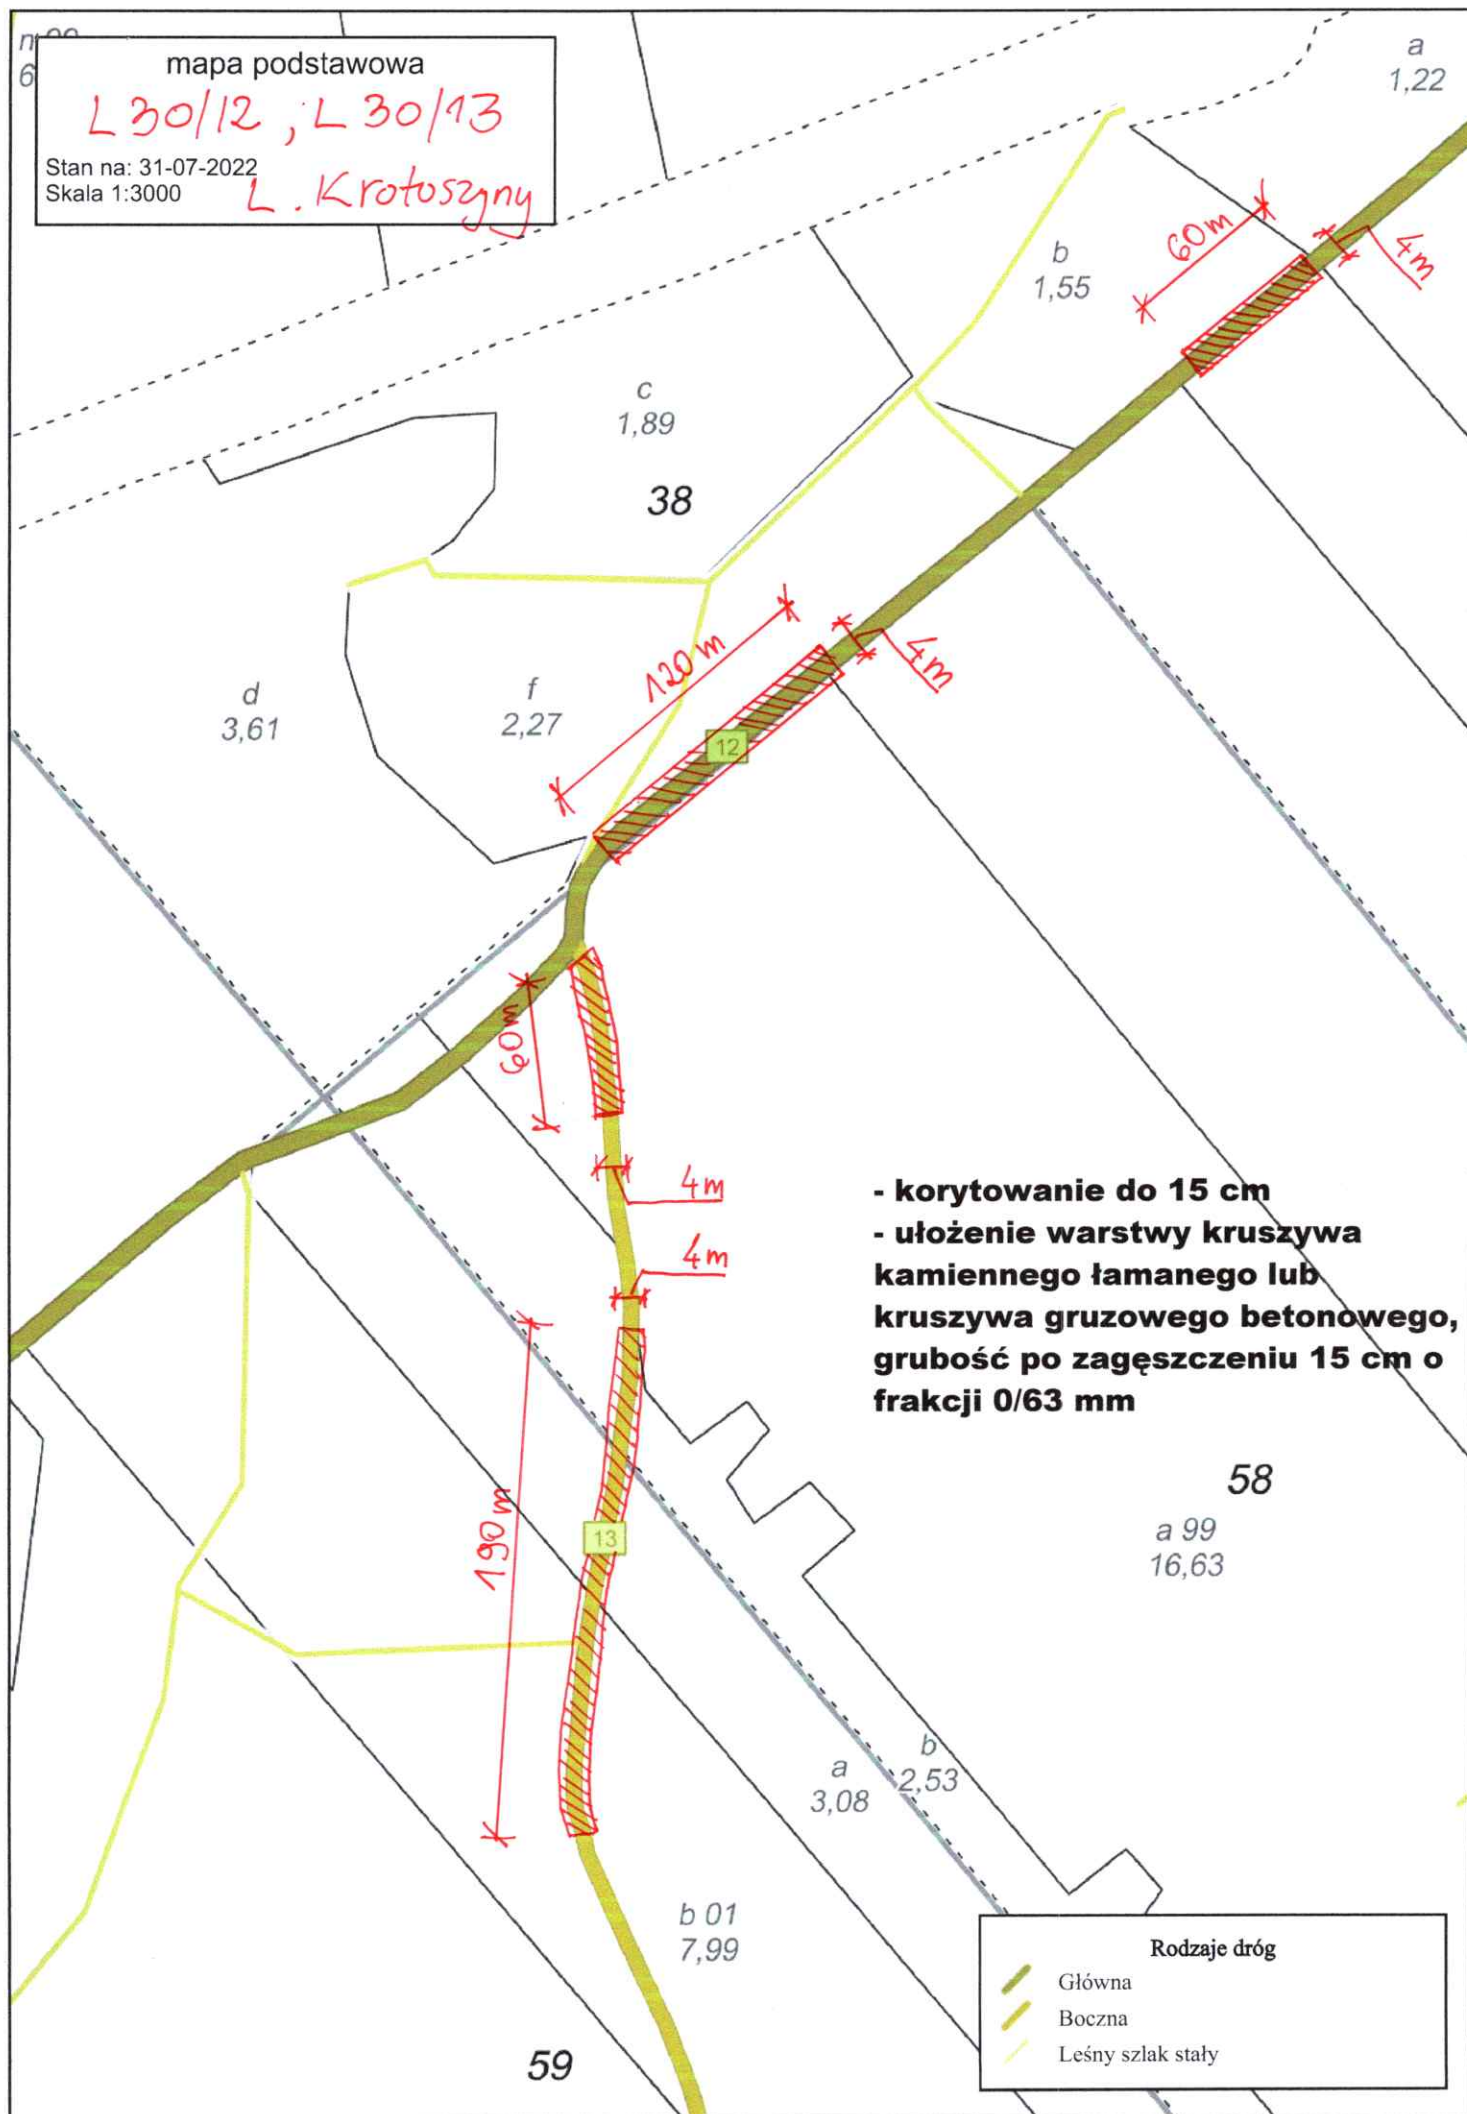 mapa podstawowa
L 30/12 ; L 30/13
Stan na: 31-07-2022
Skala 1:3000
L. Krotoszyny
a
1,22
60m
4m
b
1,55
c
1,89
38
120 m
4m
d
3,61
f
2,27
12
60m
4m
4m
- korytowanie do 15 cm
- ułożenie warstwy kruszywa
kamiennego łamanego lub
kruszywa gruzowego betonowego,
grubość po zagęszczeniu 15 cm o
frakcji 0/63 mm
58
a 99
16,63
190m
13
b
2,53
a
3,08
b 01
7,99
59
Rodzaje dróg
Główna
Boczna
Leśny szlak stały